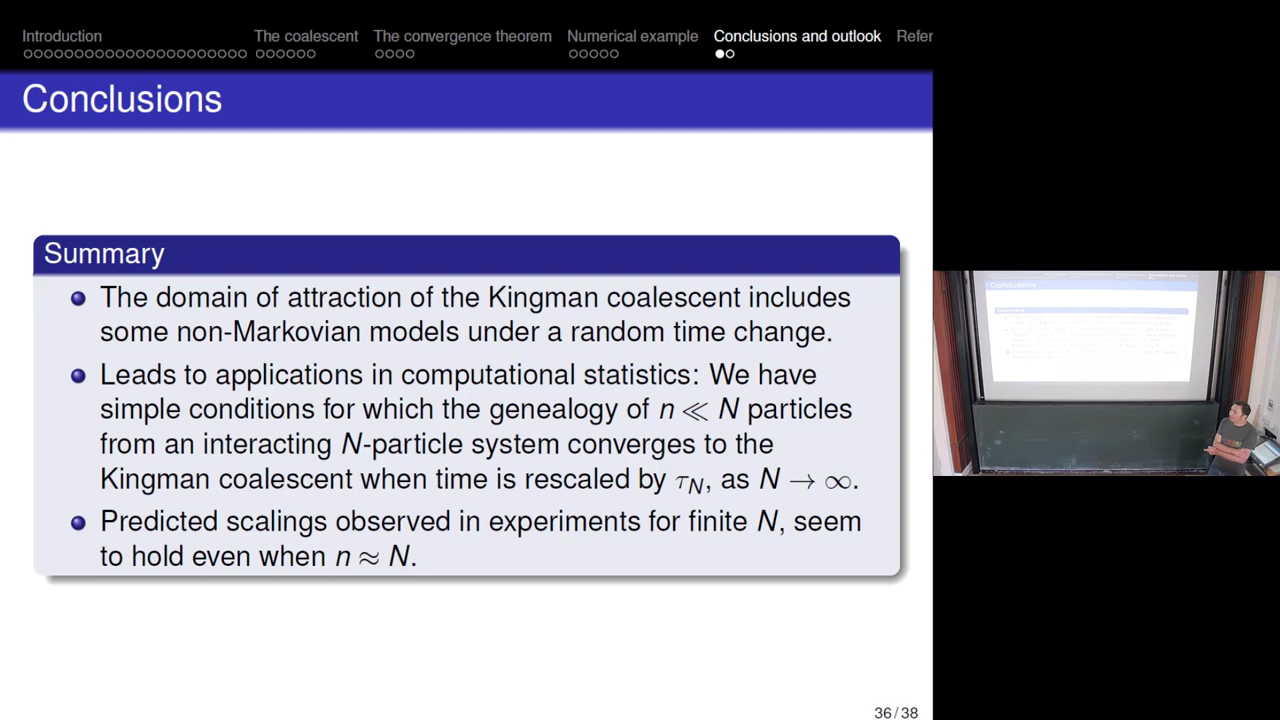 Introduction The coalescent The convergence theorem Numerical example Conclusions and outlook Refer
Conclusions
Summary
The domain of attraction of the Kingman coalescent includes
some non-Markovian models under a random time change.
Leads to applications in computational statistics: We have
simple conditions for which the genealogy of n ≪ N particles
from an interacting N-particle system converges to the
Kingman coalescent when time is rescaled by τ_N, as N → ∞.
Predicted scalings observed in experiments for finite N, seem
to hold even when n ≈ N.
36 / 38
Conclusions